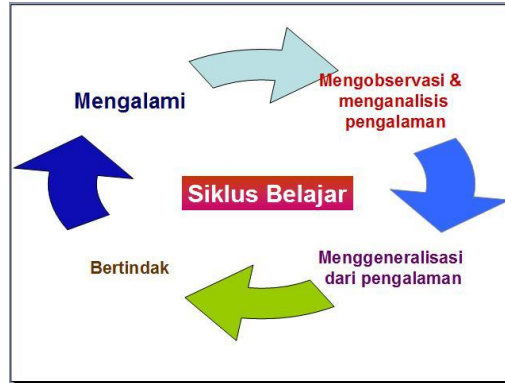 Mengalami
Mengobservasi &
menganalisis
pengalaman
Siklus Belajar
Menggeneralisasi
dari pengalaman
Bertindak